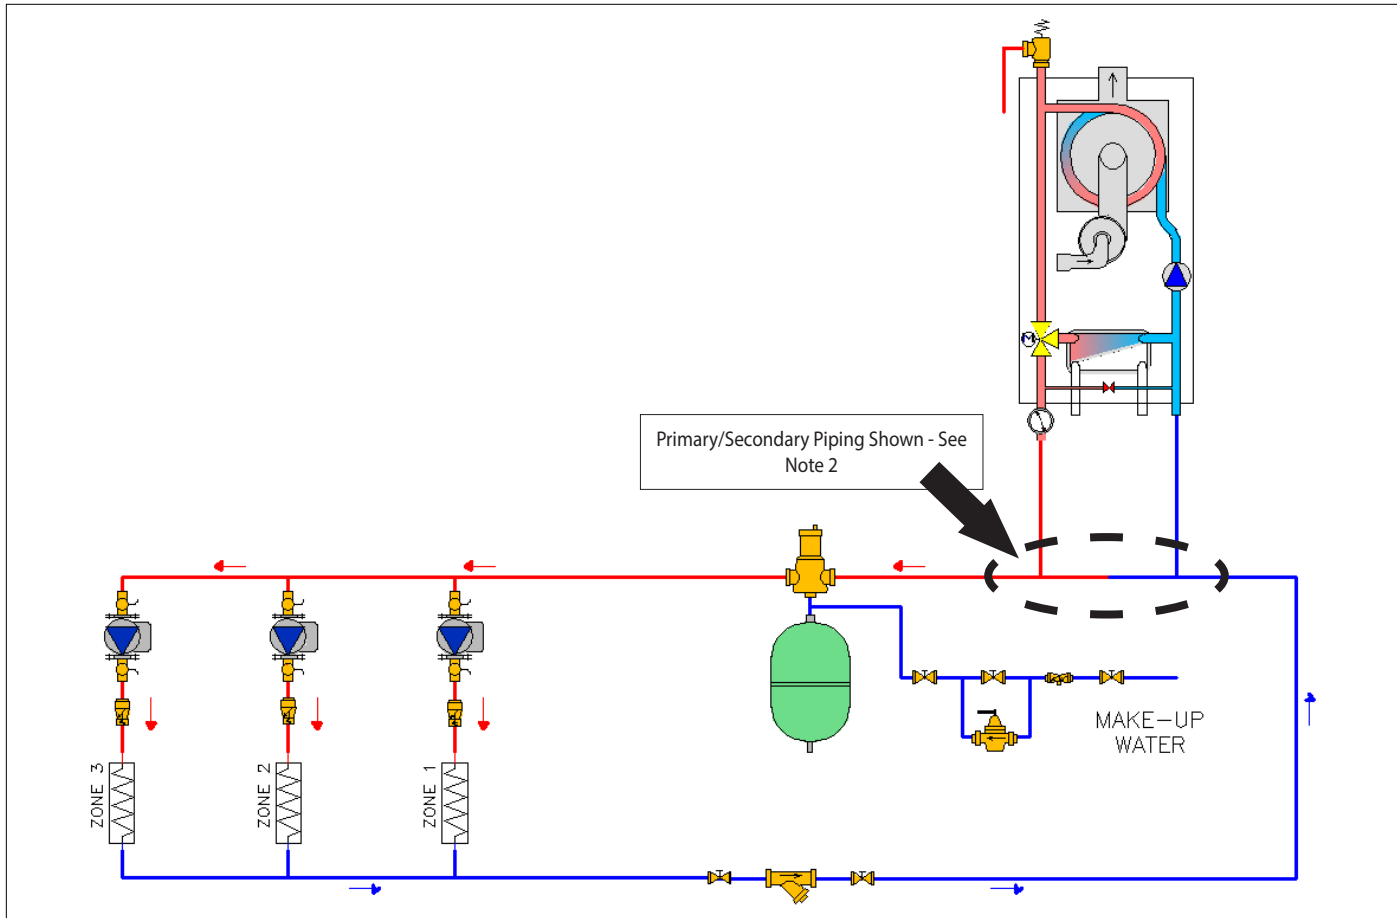 M
Primary/Secondary Piping Shown - See
Note 2
MAKE-UP
WATER
ZONE 3
ZONE 2
ZONE 1